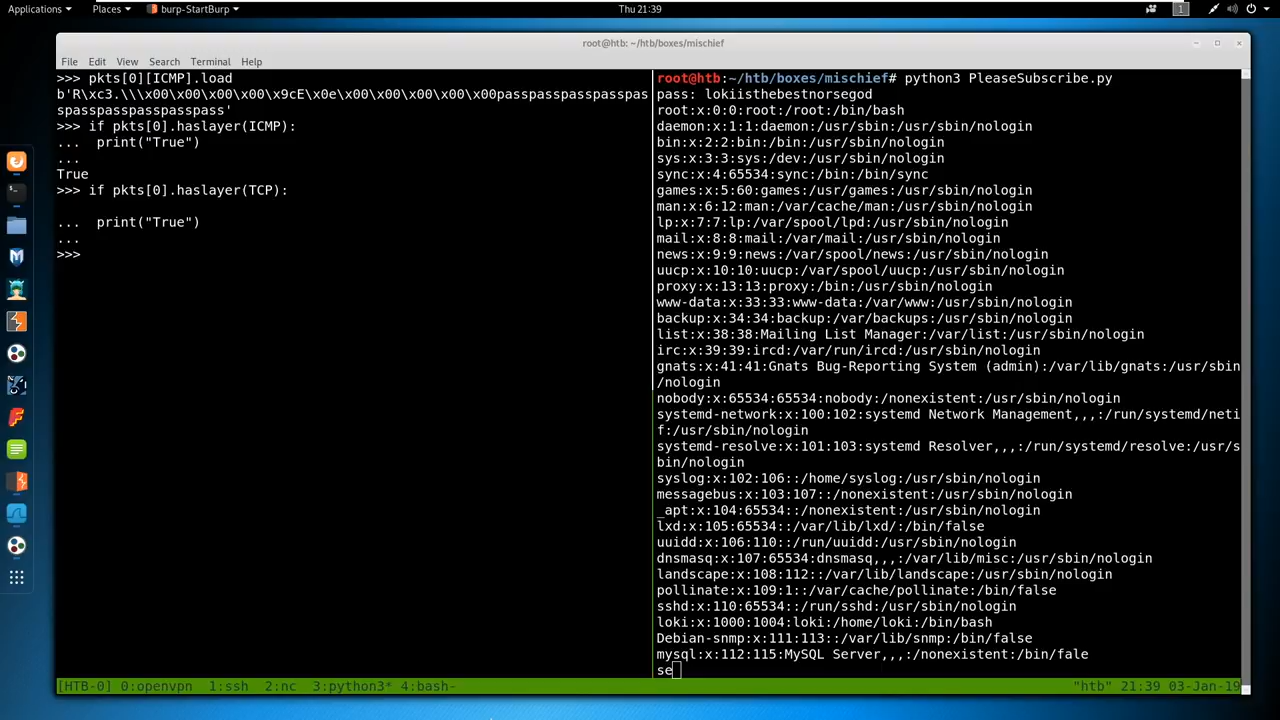 Applications
Places
burp-StartBurp
Thu 21:39
1
root@htb: ~/htb/boxes/mischief
File Edit View Search Terminal Help
>>> pkts[0][ICMP].load
b'R\xc3.\\\x00\x00\x00\x00\x9cE\x0e\x00\x00\x00\x00\x00passpasspasspasspas
spasspasspasspasspass'
>>> if pkts[0].haslayer(ICMP):
...  print("True")
...
True
>>> if pkts[0].haslayer(TCP):
...  print("True")
...
>>>
root@htb:~/htb/boxes/mischief# python3 PleaseSubscribe.py
pass: lokiisthebestnorsegod
root:x:0:0:root:/root:/bin/bash
daemon:x:1:1:daemon:/usr/sbin:/usr/sbin/nologin
bin:x:2:2:bin:/bin:/usr/sbin/nologin
sys:x:3:3:sys:/dev:/usr/sbin/nologin
sync:x:4:65534:sync:/bin:/bin/sync
games:x:5:60:games:/usr/games:/usr/sbin/nologin
man:x:6:12:man:/var/cache/man:/usr/sbin/nologin
lp:x:7:7:lp:/var/spool/lpd:/usr/sbin/nologin
mail:x:8:8:mail:/var/mail:/usr/sbin/nologin
news:x:9:9:news:/var/spool/news:/usr/sbin/nologin
uucp:x:10:10:uucp:/var/spool/uucp:/usr/sbin/nologin
proxy:x:13:13:proxy:/bin:/usr/sbin/nologin
www-data:x:33:33:www-data:/var/www:/usr/sbin/nologin
backup:x:34:34:backup:/var/backups:/usr/sbin/nologin
list:x:38:38:Mailing List Manager:/var/list:/usr/sbin/nologin
irc:x:39:39:ircd:/var/run/ircd:/usr/sbin/nologin
gnats:x:41:41:Gnats Bug-Reporting System (admin):/var/lib/gnats:/usr/sbin
/nologin
nobody:x:65534:65534:nobody:/nonexistent:/usr/sbin/nologin
systemd-network:x:100:102:systemd Network Management,,,:/run/systemd/neti
f:/usr/sbin/nologin
systemd-resolve:x:101:103:systemd Resolver,,,:/run/systemd/resolve:/usr/s
bin/nologin
syslog:x:102:106::/home/syslog:/usr/sbin/nologin
messagebus:x:103:107::/nonexistent:/usr/sbin/nologin
_apt:x:104:65534::/nonexistent:/usr/sbin/nologin
lxd:x:105:65534::/var/lib/lxd/:/bin/false
uuidd:x:106:110::/run/uuidd:/usr/sbin/nologin
dnsmasq:x:107:65534:dnsmasq,,,:/var/lib/misc:/usr/sbin/nologin
landscape:x:108:112::/var/lib/landscape:/usr/sbin/nologin
pollinate:x:109:1::/var/cache/pollinate:/bin/false
sshd:x:110:65534::/run/sshd:/usr/sbin/nologin
loki:x:1000:1004:loki:/home/loki:/bin/bash
Debian-snmp:x:111:113::/var/lib/snmp:/bin/false
mysql:x:112:115:MySQL Server,,,:/nonexistent:/bin/fale
se
[HTB-0] 0:openvpn  1:ssh  2:nc  3:python3* 4:bash-
"htb" 21:39 03-Jan-19